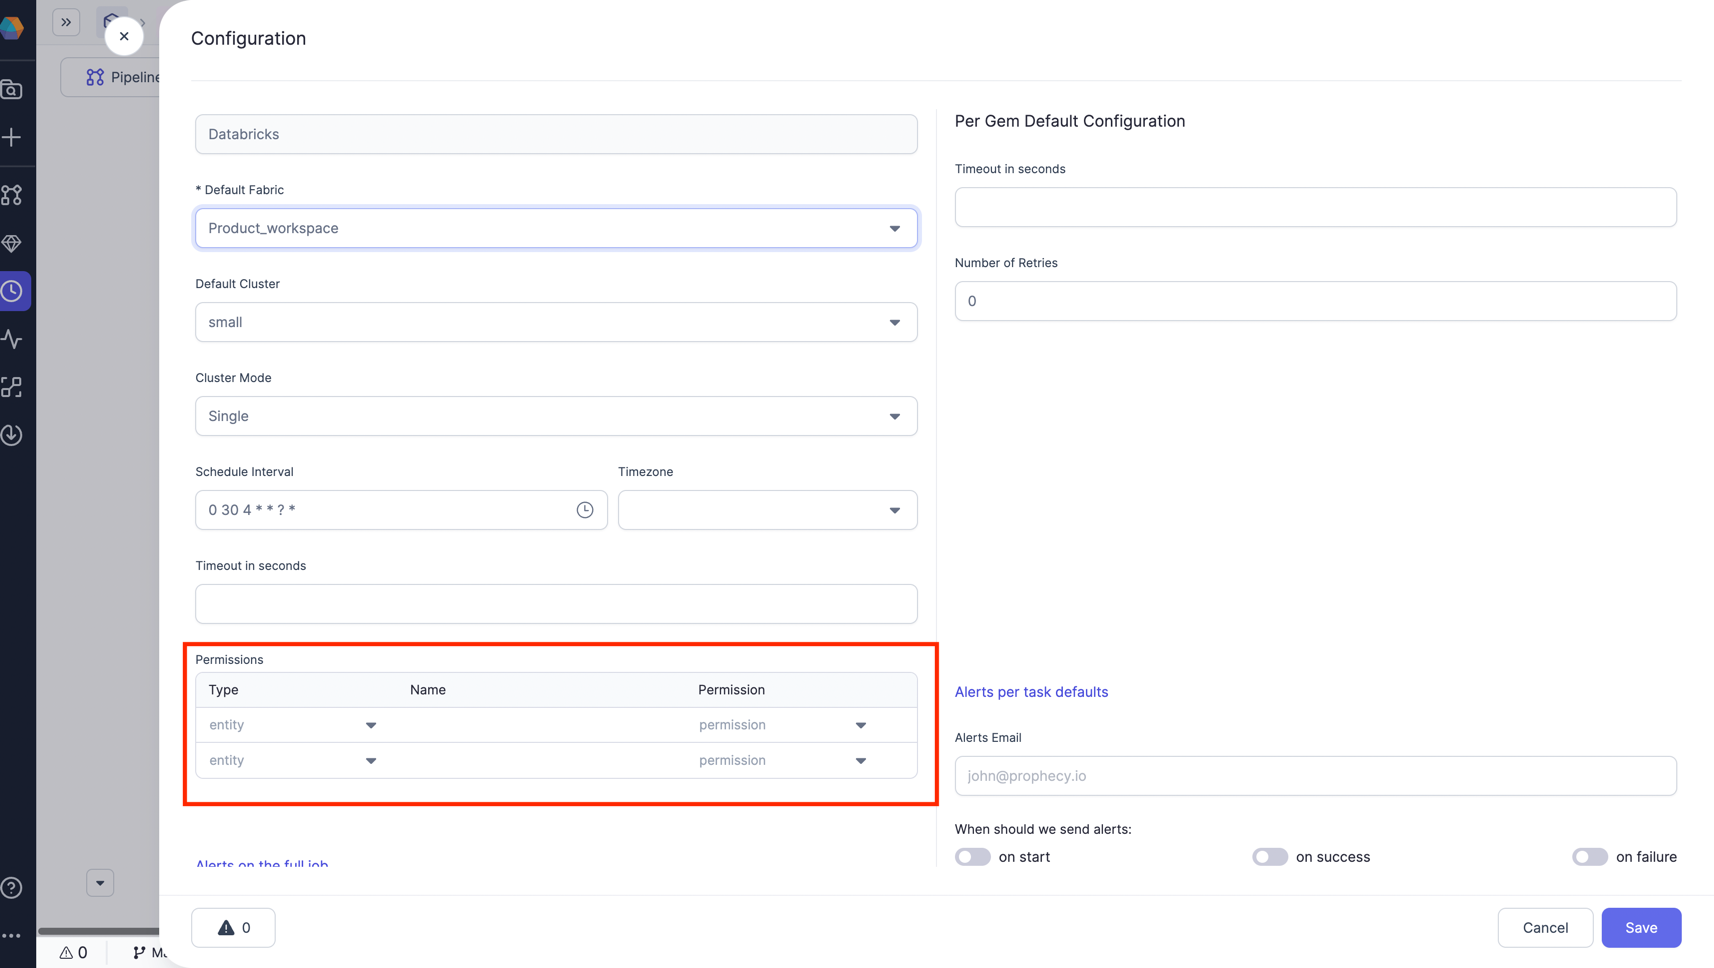 Configuration
Pipeline
Databricks
* Default Fabric
Product_workspace
Default Cluster
small
Cluster Mode
Single
Schedule Interval
Timezone
0 30 4 * * ? *
Timeout in seconds
Permissions
Type Name Permission
entity permission
entity permission
Alerts on the full job
Per Gem Default Configuration
Timeout in seconds
Number of Retries
0
Alerts per task defaults
Alerts Email
john@prophecy.io
When should we send alerts:
on start on success on failure
0
Cancel
Save
0